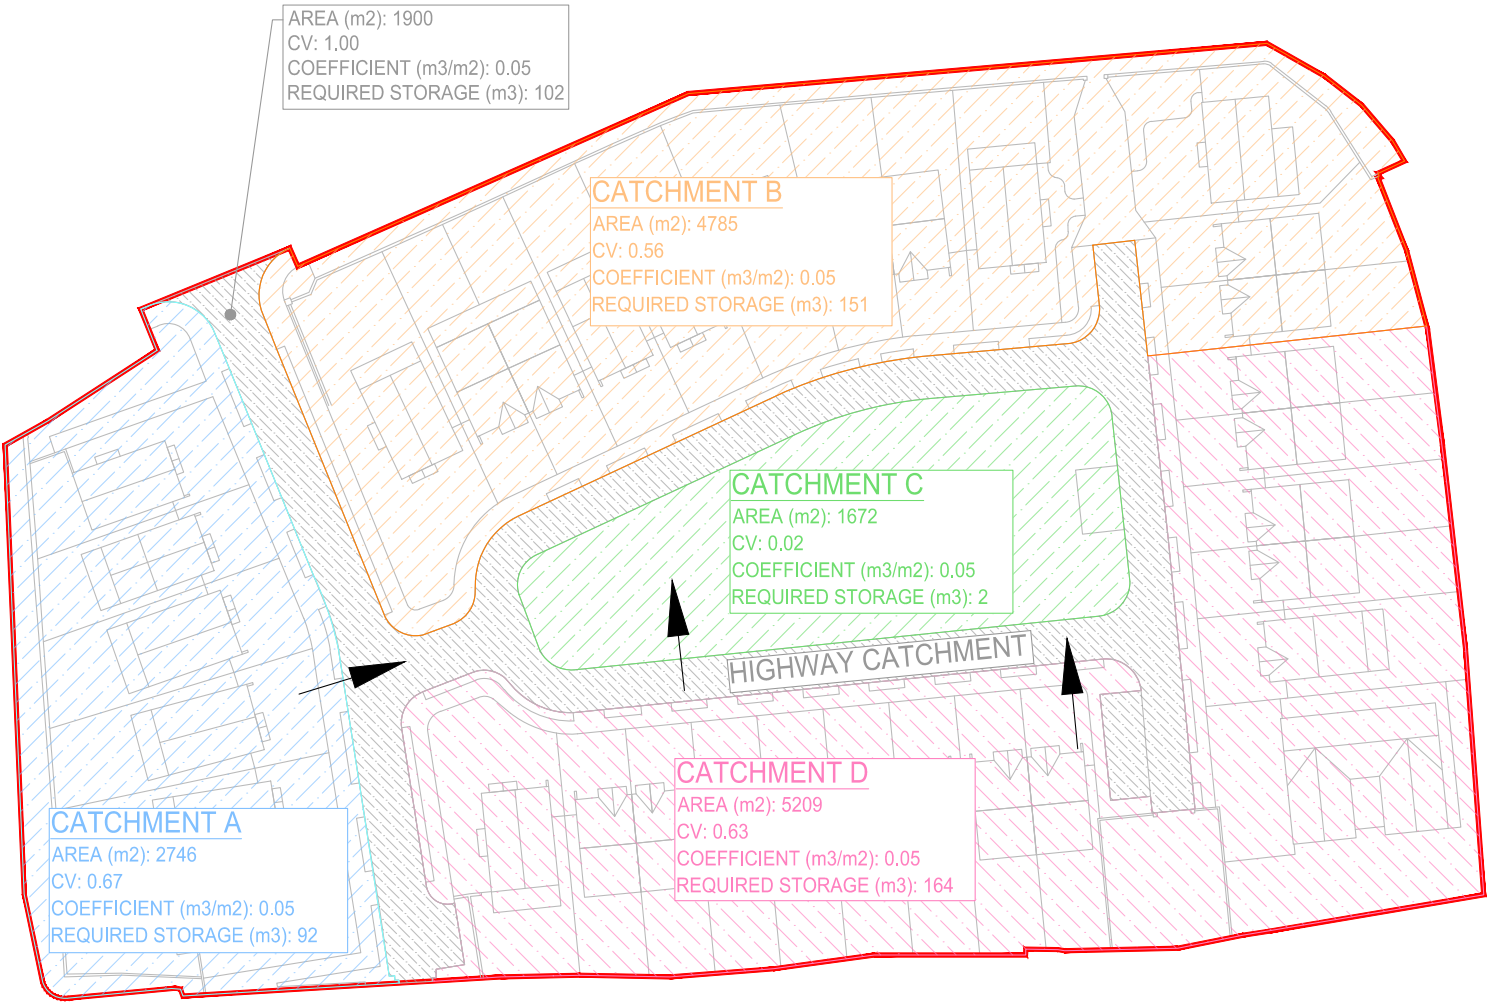 AREA (m2): 1900
CV: 1.00
COEFFICIENT (m3/m2): 0.05
REQUIRED STORAGE (m3): 102
CATCHMENT B
AREA (m2): 4785
CV: 0.56
COEFFICIENT (m3/m2): 0.05
REQUIRED STORAGE (m3): 151
CATCHMENT C
AREA (m2): 1672
CV: 0.02
COEFFICIENT (m3/m2): 0.05
REQUIRED STORAGE (m3): 2
HIGHWAY CATCHMENT
CATCHMENT D
AREA (m2): 5209
CV: 0.63
COEFFICIENT (m3/m2): 0.05
REQUIRED STORAGE (m3): 164
CATCHMENT A
AREA (m2): 2746
CV: 0.67
COEFFICIENT (m3/m2): 0.05
REQUIRED STORAGE (m3): 92